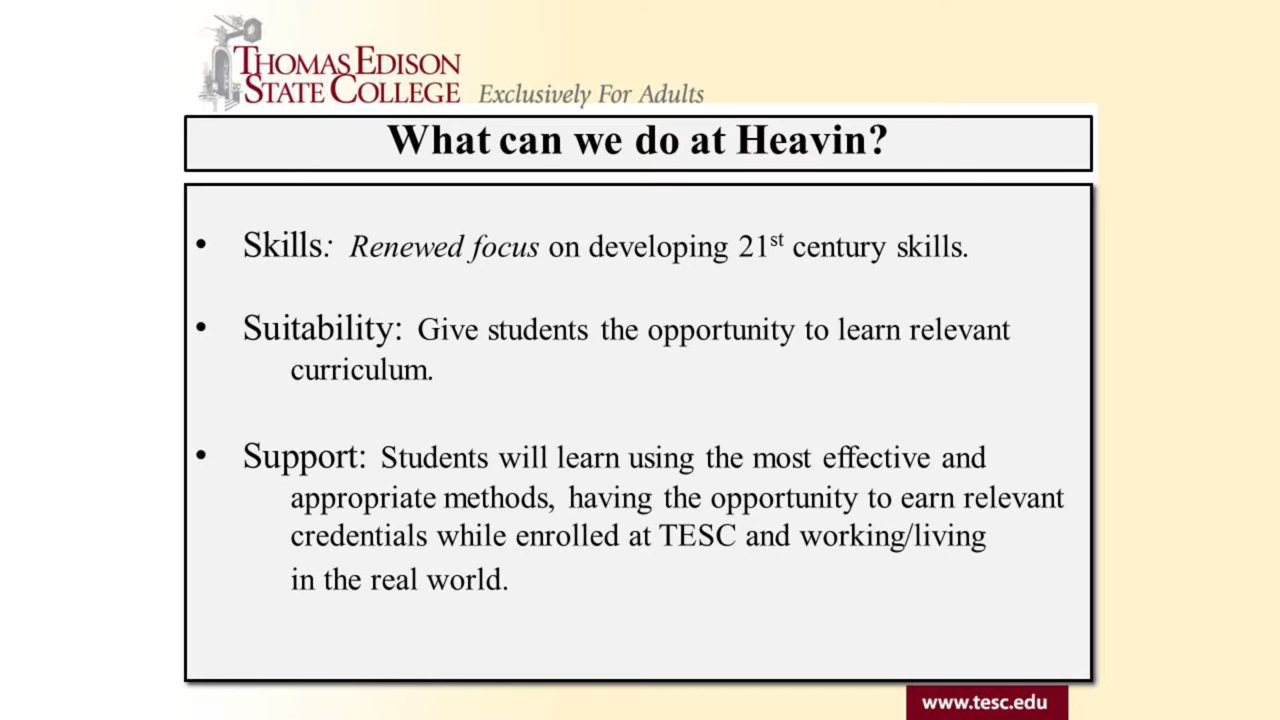 THOMAS EDISON
STATE COLLEGE Exclusively For Adults
What can we do at Heavin?
• Skills: Renewed focus on developing 21st century skills.
• Suitability: Give students the opportunity to learn relevant
curriculum.
• Support: Students will learn using the most effective and
appropriate methods, having the opportunity to earn relevant
credentials while enrolled at TESC and working/living
in the real world.
www.tesc.edu